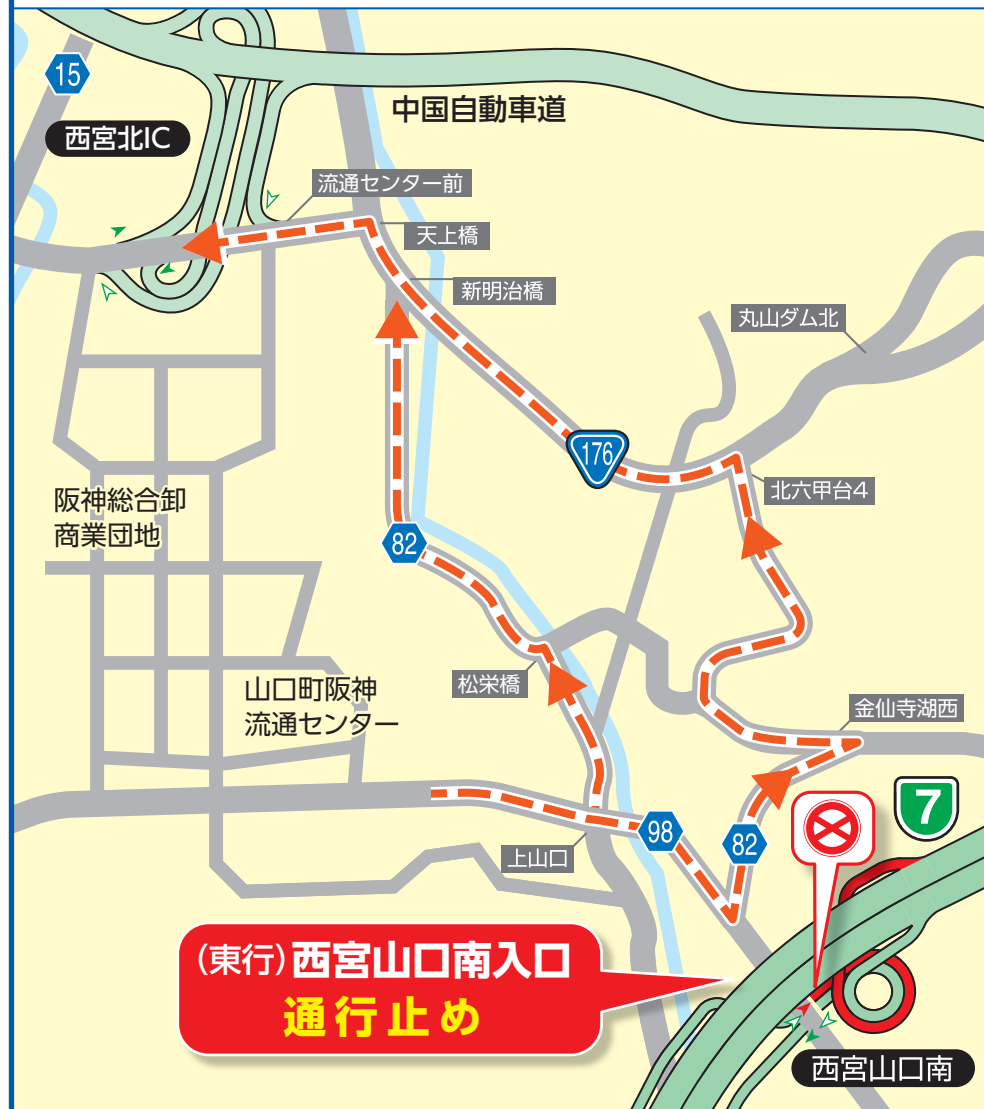 15
西宮北IC
中国自動車道
流通センター前
天上橋
新明治橋
丸山ダム北
176
北六甲台4
阪神総合卸
商業団地
82
松栄橋
山口町阪神
流通センター
金仙寺湖西
7
98
82
上山口
(東行)西宮山口南入口
通行止め
西宮山口南